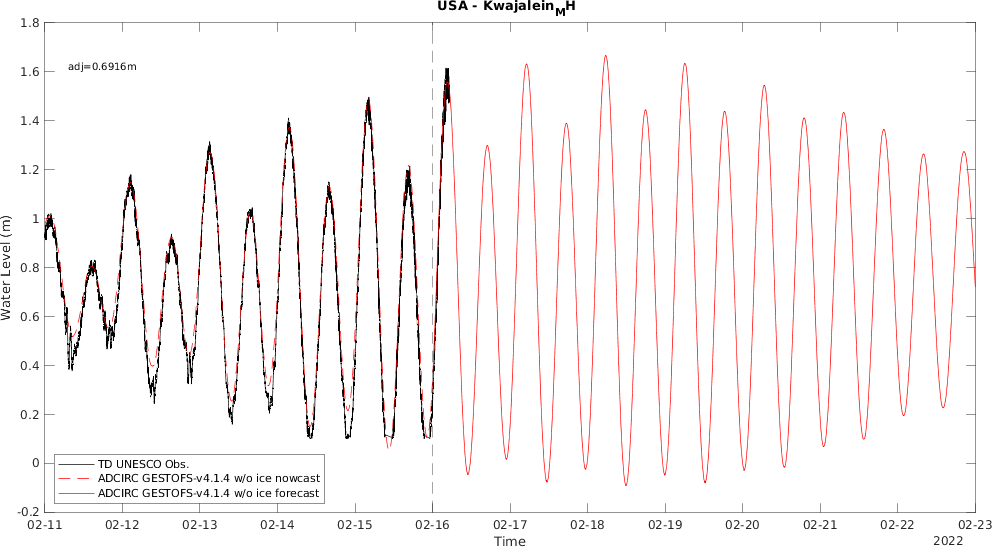 USA - Kwajalein_MH
adj=0.6916m
1.8
1.6
1.4
1.2
1
0.8
0.6
0.4
0.2
0
-0.2
Water Level (m)
TD UNESCO Obs.
ADCIRC GESTOFS-v4.1.4 w/o ice nowcast
ADCIRC GESTOFS-v4.1.4 w/o ice forecast
02-11 02-12 02-13 02-14 02-15 02-16 02-17 02-18 02-19 02-20 02-21 02-22 02-23
Time
2022